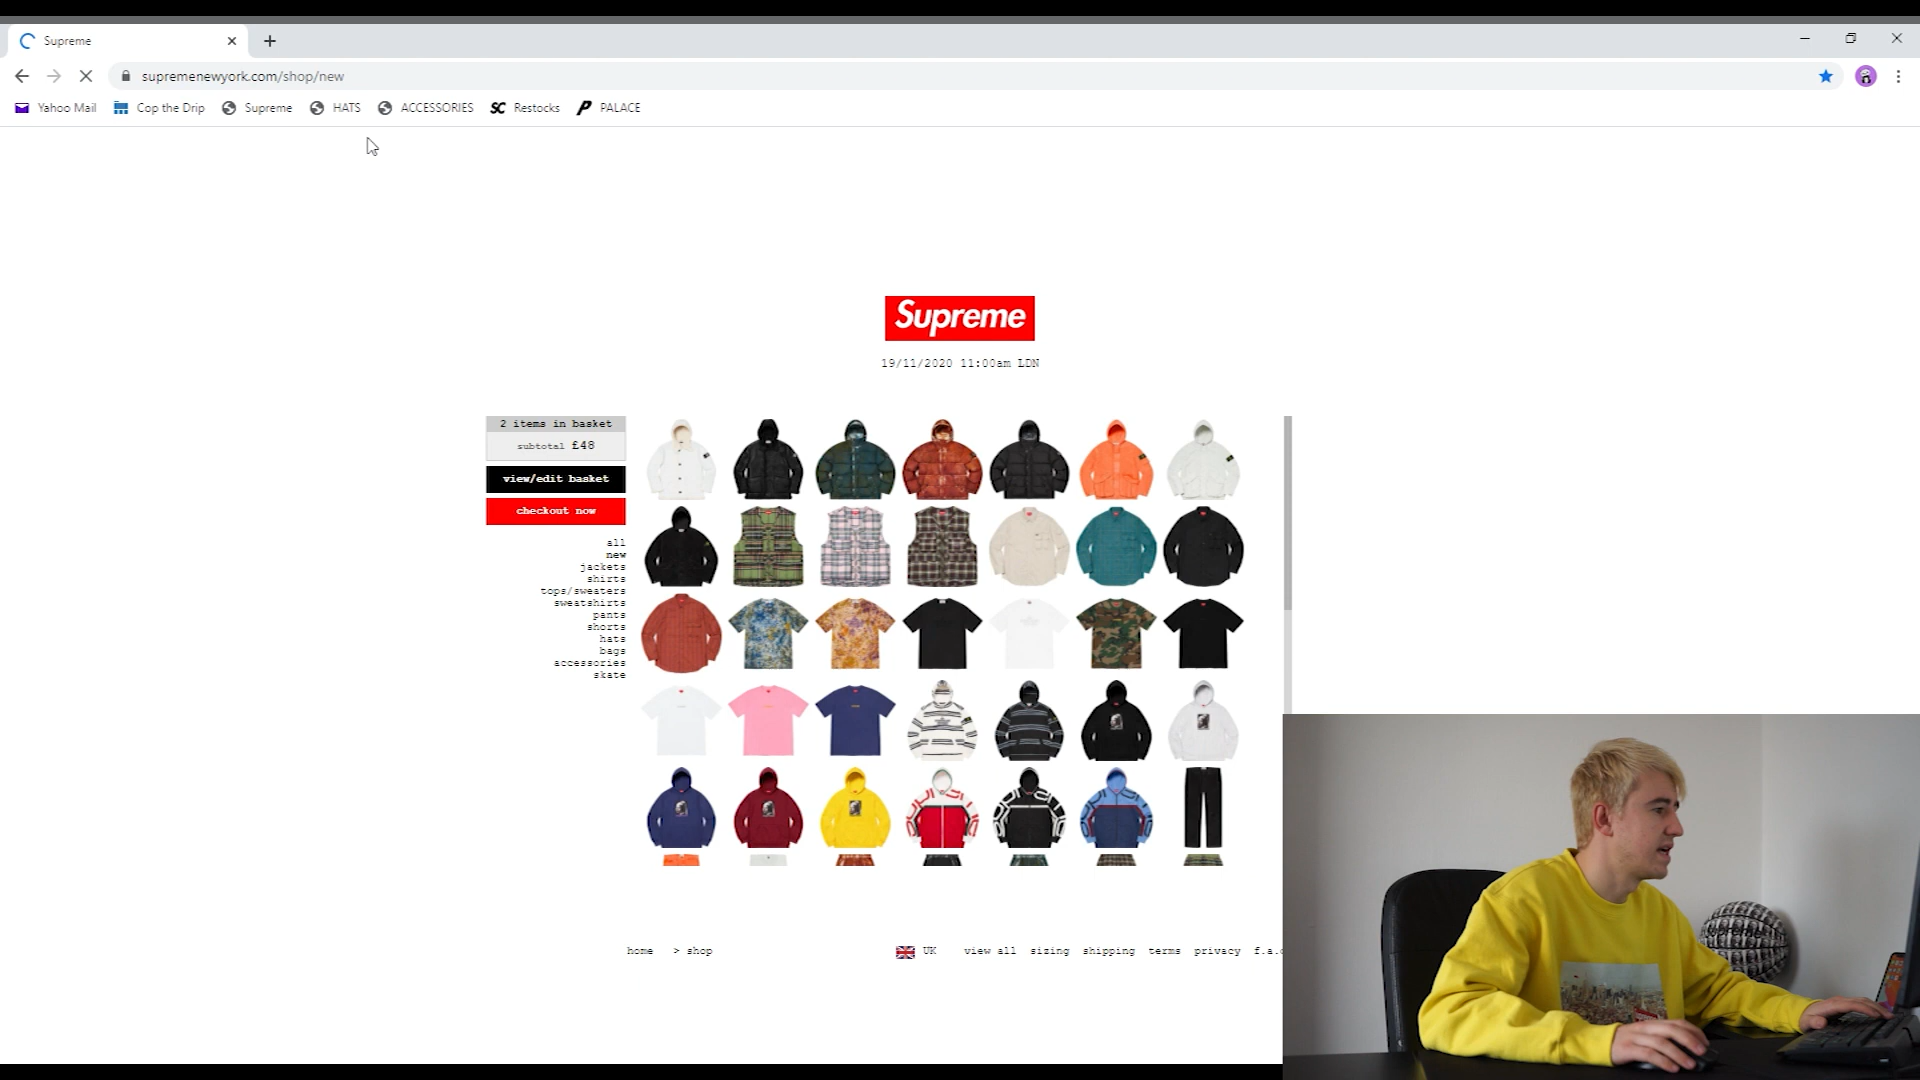 Supreme
supremenewyork.com/shop/new
Yahoo Mail Cop the Drip Supreme HATS ACCESSORIES SC Restocks P PALACE
Supreme
19/11/2020 11:00am LDN
2 items in basket
subtotal £48
view/edit basket
checkout now
all
new
jackets
shirts
tops/sweaters
sweatshirts
pants
shorts
hats
bags
accessories
skate
home > shop
UK view all sizing shipping terms privacy f.a.
Supreme